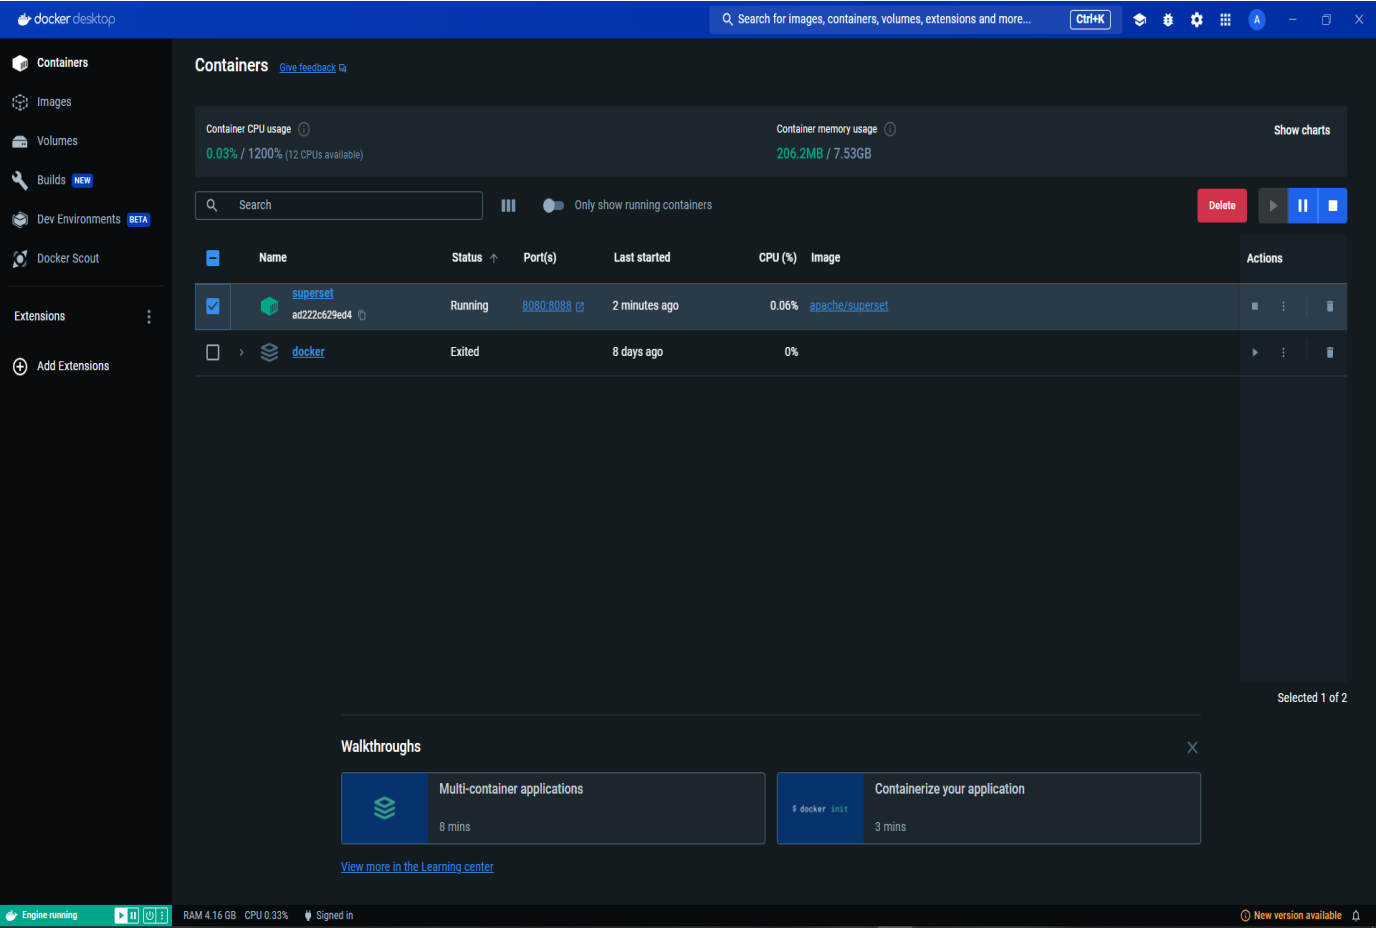 docker desktop
Search for images, containers, volumes, extensions and more...
Ctrl+K
A
Containers
Images
Volumes
Builds NEW
Dev Environments BETA
Docker Scout
Extensions
Add Extensions
Containers Give feedback
Container CPU usage
0.03% / 1200% (12 CPUs available)
Container memory usage
206.2MB / 7.53GB
Show charts
Search
Only show running containers
Delete
Name Status Port(s) Last started CPU (%) Image Actions
superset
ad222c629ed4
Running 8080:8088 2 minutes ago 0.06% apache/superset
docker Exited 8 days ago 0%
Selected 1 of 2
Walkthroughs
Multi-container applications
8 mins
$ docker init
Containerize your application
3 mins
View more in the Learning center
Engine running
RAM 4.16 GB CPU 0.33% Signed in
New version available